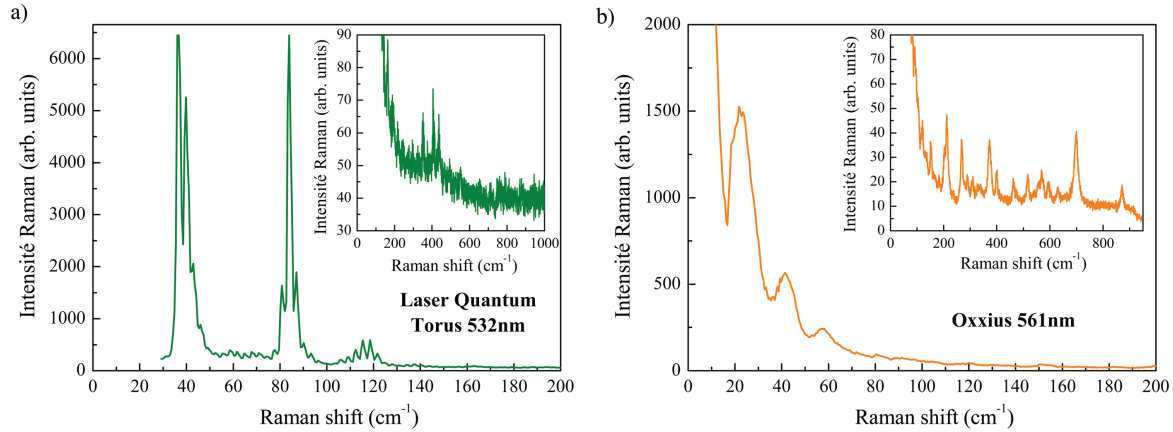 a)
Intensité Raman (arb. units)
6000
5000
4000
3000
2000
1000
0
0 20 40 60 80 100 120 140 160 180 200
Raman shift (cm-1)
Intensité Raman (arb. units)
90
80
70
60
50
40
30
0 200 400 600 800 1000
Raman shift (cm-1)
Laser Quantum
Torus 532nm
b)
Intensité Raman (arb. units)
2000
1500
1000
500
0
0 20 40 60 80 100 120 140 160 180 200
Raman shift (cm-1)
Intensité Raman (arb. units)
80
70
60
50
40
30
20
10
0
0 200 400 600 800
Raman shift (cm-1)
Oxxius 561nm